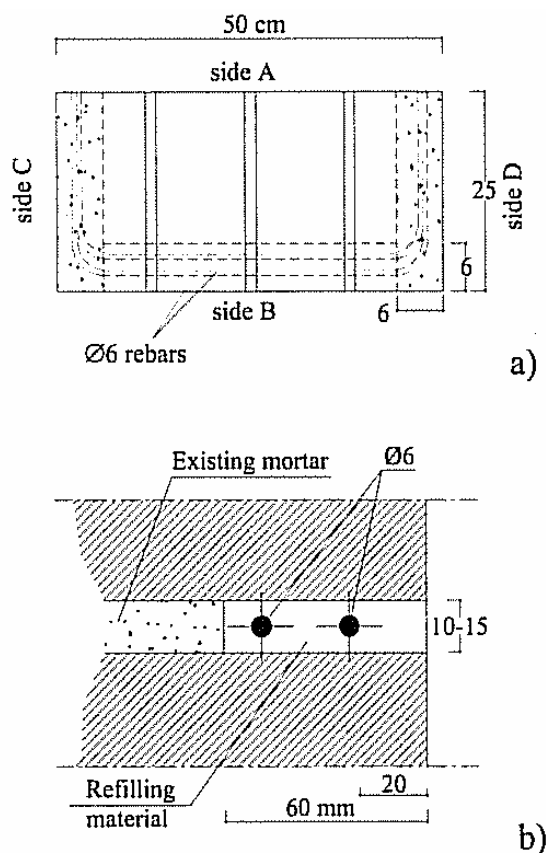 50 cm
side A
side C
side D
25
6
6
side B
Ø6 rebars
a)
Existing mortar
Ø6
10-15
Refilling
material
20
60 mm
b)